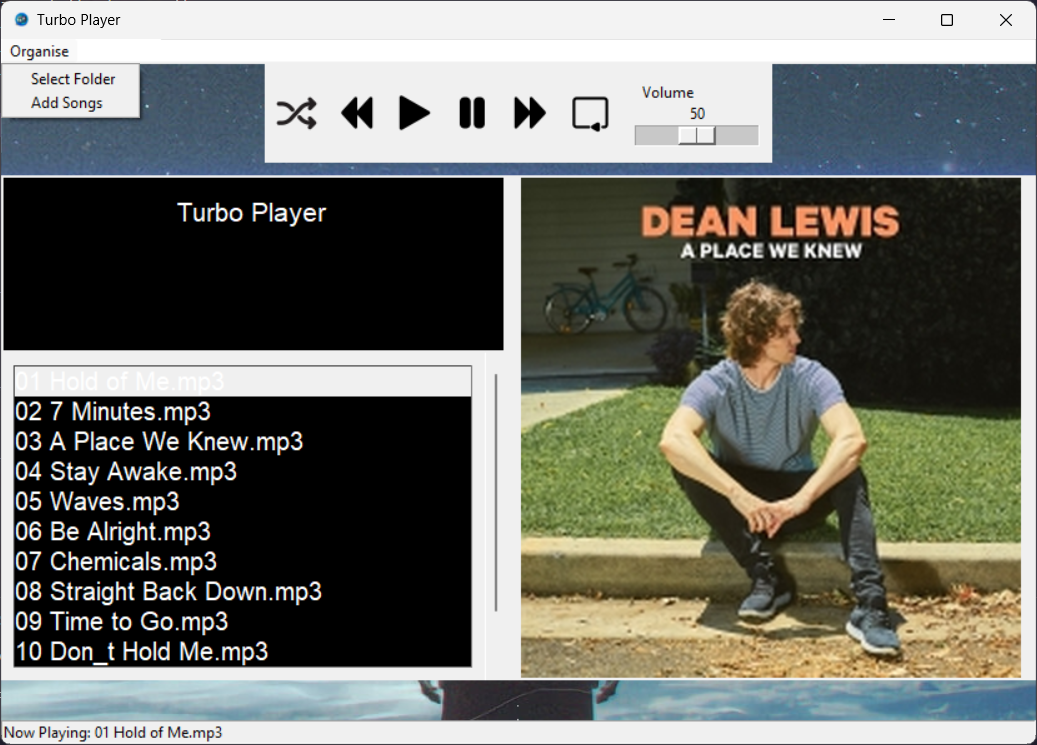 Turbo Player
Organise
Select Folder
Add Songs
Volume
50
Turbo Player
DEAN LEWIS
A PLACE WE KNEW
01 Hold of Me.mp3
02 7 Minutes.mp3
03 A Place We Knew.mp3
04 Stay Awake.mp3
05 Waves.mp3
06 Be Alright.mp3
07 Chemicals.mp3
08 Straight Back Down.mp3
09 Time to Go.mp3
10 Don_t Hold Me.mp3
Now Playing: 01 Hold of Me.mp3